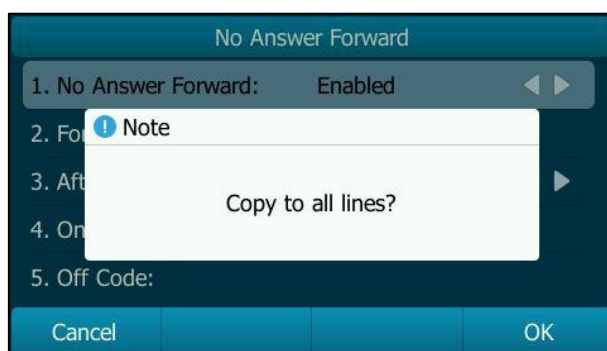 No Answer Forward
1. No Answer Forward: Enabled
Note
2. For
3. Aft
Copy to all lines?
4. On
5. Off Code:
Cancel OK